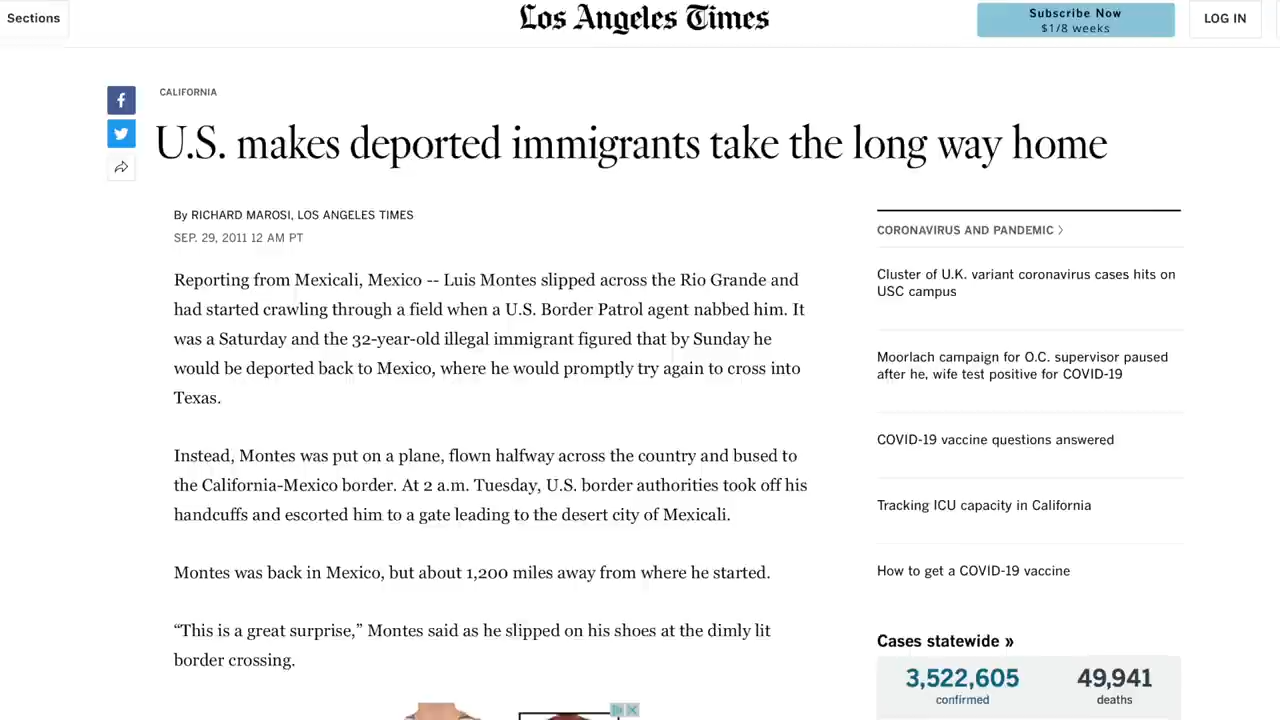 Sections
Los Angeles Times
Subscribe Now
$1/8 weeks
LOG IN
CALIFORNIA
U.S. makes deported immigrants take the long way home
By RICHARD MAROSI, LOS ANGELES TIMES
SEP. 29, 2011 12 AM PT
Reporting from Mexicali, Mexico -- Luis Montes slipped across the Rio Grande and
had started crawling through a field when a U.S. Border Patrol agent nabbed him. It
was a Saturday and the 32-year-old illegal immigrant figured that by Sunday he
would be deported back to Mexico, where he would promptly try again to cross into
Texas.
Instead, Montes was put on a plane, flown halfway across the country and bused to
the California-Mexico border. At 2 a.m. Tuesday, U.S. border authorities took off his
handcuffs and escorted him to a gate leading to the desert city of Mexicali.
Montes was back in Mexico, but about 1,200 miles away from where he started.
“This is a great surprise,” Montes said as he slipped on his shoes at the dimly lit
border crossing.
CORONAVIRUS AND PANDEMIC >
Cluster of U.K. variant coronavirus cases hits on
USC campus
Moorlach campaign for O.C. supervisor paused
after he, wife test positive for COVID-19
COVID-19 vaccine questions answered
Tracking ICU capacity in California
How to get a COVID-19 vaccine
Cases statewide »
3,522,605
confirmed
49,941
deaths